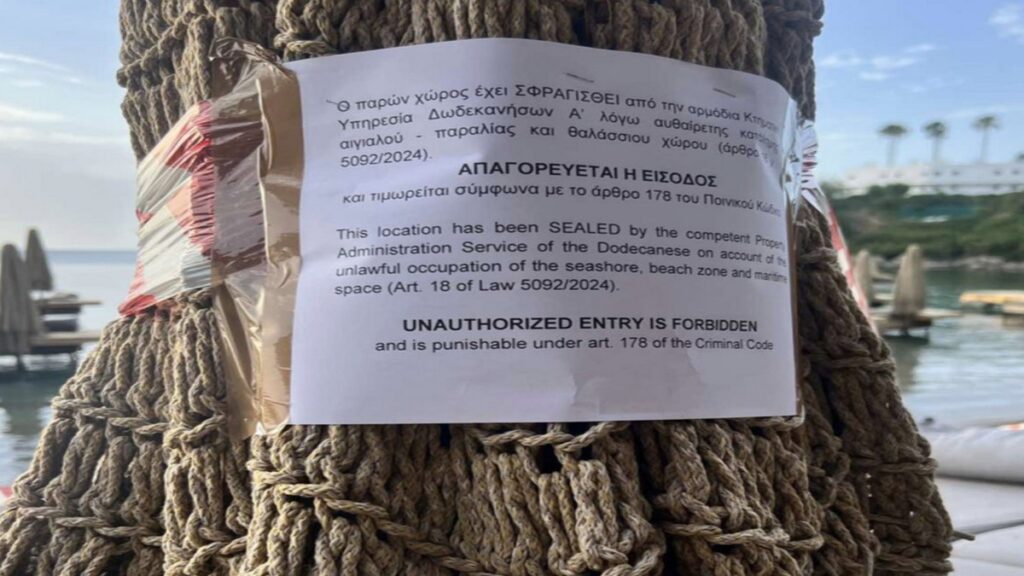 Ο παρών χώρος έχει ΣΦΡΑΓΙΣΘΕΙ από την αρμόδια
Υπηρεσία Δωδεκανήσων Α' λόγω αυθαίρετης
αιγιαλού - παραλίας και θαλάσσιου χώρου
5092/2024).
ΑΠΑΓΟΡΕΥΕΤΑΙ Η ΕΙΣΟΔΟΣ
και τιμωρείται σύμφωνα με το άρθρο 178 του Ποινικού
This location has been SEALED by the competent
Administration Service of the Dodecanese on account of
unlawful occupation of the seashore, beach zone and
space (Art. 18 of Law 5092/2024).
UNAUTHORIZED ENTRY IS FORBIDDEN
and is punishable under art. 178 of the Criminal Code